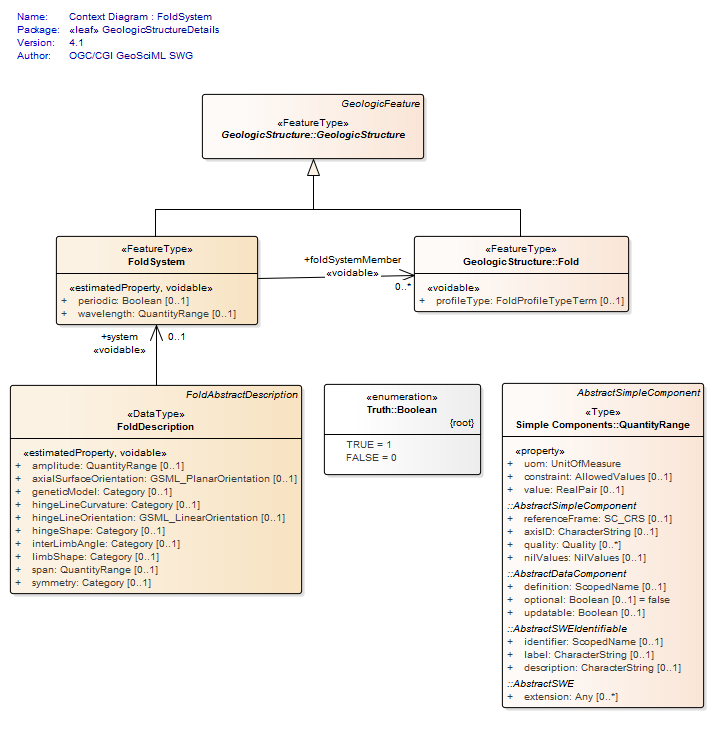 Name: Context Diagram : FoldSystem
Package: «leaf» GeologicStructureDetails
Version: 4.1
Author: OGC/CGI GeoSciML SWG
GeologicFeature
«FeatureType»
GeologicStructure::GeologicStructure
«FeatureType»
FoldSystem
«estimatedProperty, voidable»
+ periodic: Boolean [0..1]
+ wavelength: QuantityRange [0..1]
+foldSystemMember
«voidable»
0..*
«FeatureType»
GeologicStructure::Fold
«voidable»
+ profileType: FoldProfileTypeTerm [0..1]
+system
0..1
«voidable»
FoldAbstractDescription
«DataType»
FoldDescription
«estimatedProperty, voidable»
+ amplitude: QuantityRange [0..1]
+ axialSurfaceOrientation: GSML_PlanarOrientation [0..1]
+ geneticModel: Category [0..1]
+ hingeLineCurvature: Category [0..1]
+ hingeLineOrientation: GSML_LinearOrientation [0..1]
+ hingeShape: Category [0..1]
+ interLimbAngle: Category [0..1]
+ limbShape: Category [0..1]
+ span: QuantityRange [0..1]
+ symmetry: Category [0..1]
«enumeration»
Truth::Boolean
{root}
TRUE = 1
FALSE = 0
AbstractSimpleComponent
«Type»
Simple Components::QuantityRange
«property»
+ uom: UnitOfMeasure
+ constraint: AllowedValues [0..1]
+ value: RealPair [0..1]
::AbstractSimpleComponent
+ referenceFrame: SC_CRS [0..1]
+ axisID: CharacterString [0..1]
+ quality: Quality [0..*]
+ nilValues: NilValues [0..1]
::AbstractDataComponent
+ definition: ScopedName [0..1]
+ optional: Boolean [0..1] = false
+ updatable: Boolean [0..1]
::AbstractSWEIdentifiable
+ identifier: ScopedName [0..1]
+ label: CharacterString [0..1]
+ description: CharacterString [0..1]
::AbstractSWE
+ extension: Any [0..*]